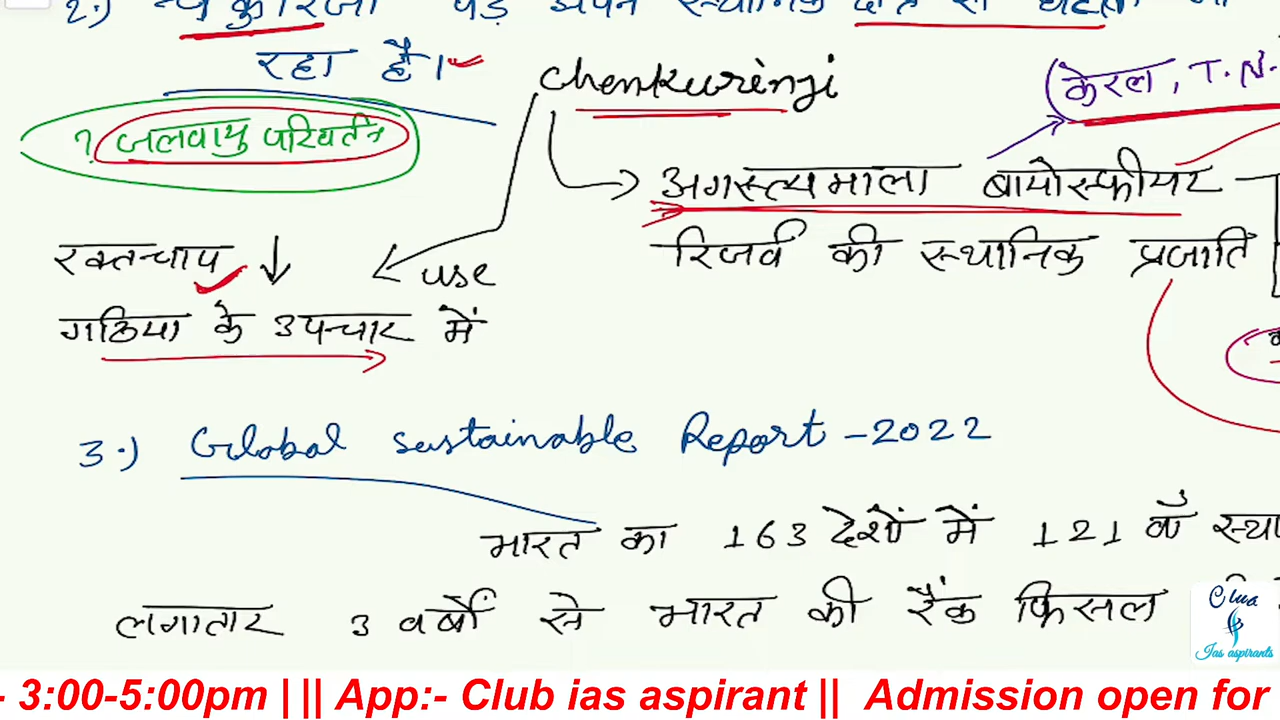 रहा है।
chenkurinji
(केरल, T.N.
? जलवायु परिवर्तन
अगस्त्यमाला बायोस्फीयर
रिजर्व की स्थानिक प्रजाति
रक्तचाप ↓
use
गठिया के उपचार में
3.) Global sustainable Report-2022
भारत का 163 देशों में 121 वाँ
लगातार 3 वर्षों से भारत की रैंक फिसल
Club
Ias aspirants
- 3:00-5:00pm | || App:- Club ias aspirant || Admission open for